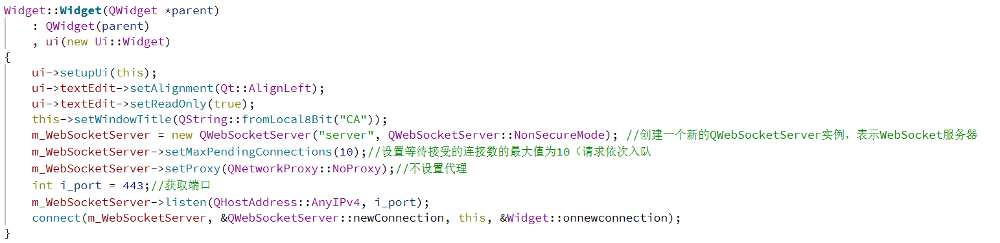 Widget::Widget(QWidget *parent)
    : QWidget(parent)
    , ui(new Ui::Widget)
{
    ui->setupUi(this);
    ui->textEdit->setAlignment(Qt::AlignLeft);
    ui->textEdit->setReadOnly(true);
    this->setWindowTitle(QString::fromLocal8Bit("CA"));
    m_WebSocketServer = new QWebSocketServer("server", QWebSocketServer::NonSecureMode); //创建一个新的QWebSocketServer实例，表示WebSocket服务器
    m_WebSocketServer->setMaxPendingConnections(10);//设置等待接受的连接数的最大值为10（请求依次入队
    m_WebSocketServer->setProxy(QNetworkProxy::NoProxy);//不设置代理
    int i_port = 443;//获取端口
    m_WebSocketServer->listen(QHostAddress::AnyIPv4, i_port);
    connect(m_WebSocketServer, &QWebSocketServer::newConnection, this, &Widget::onnewconnection);
}